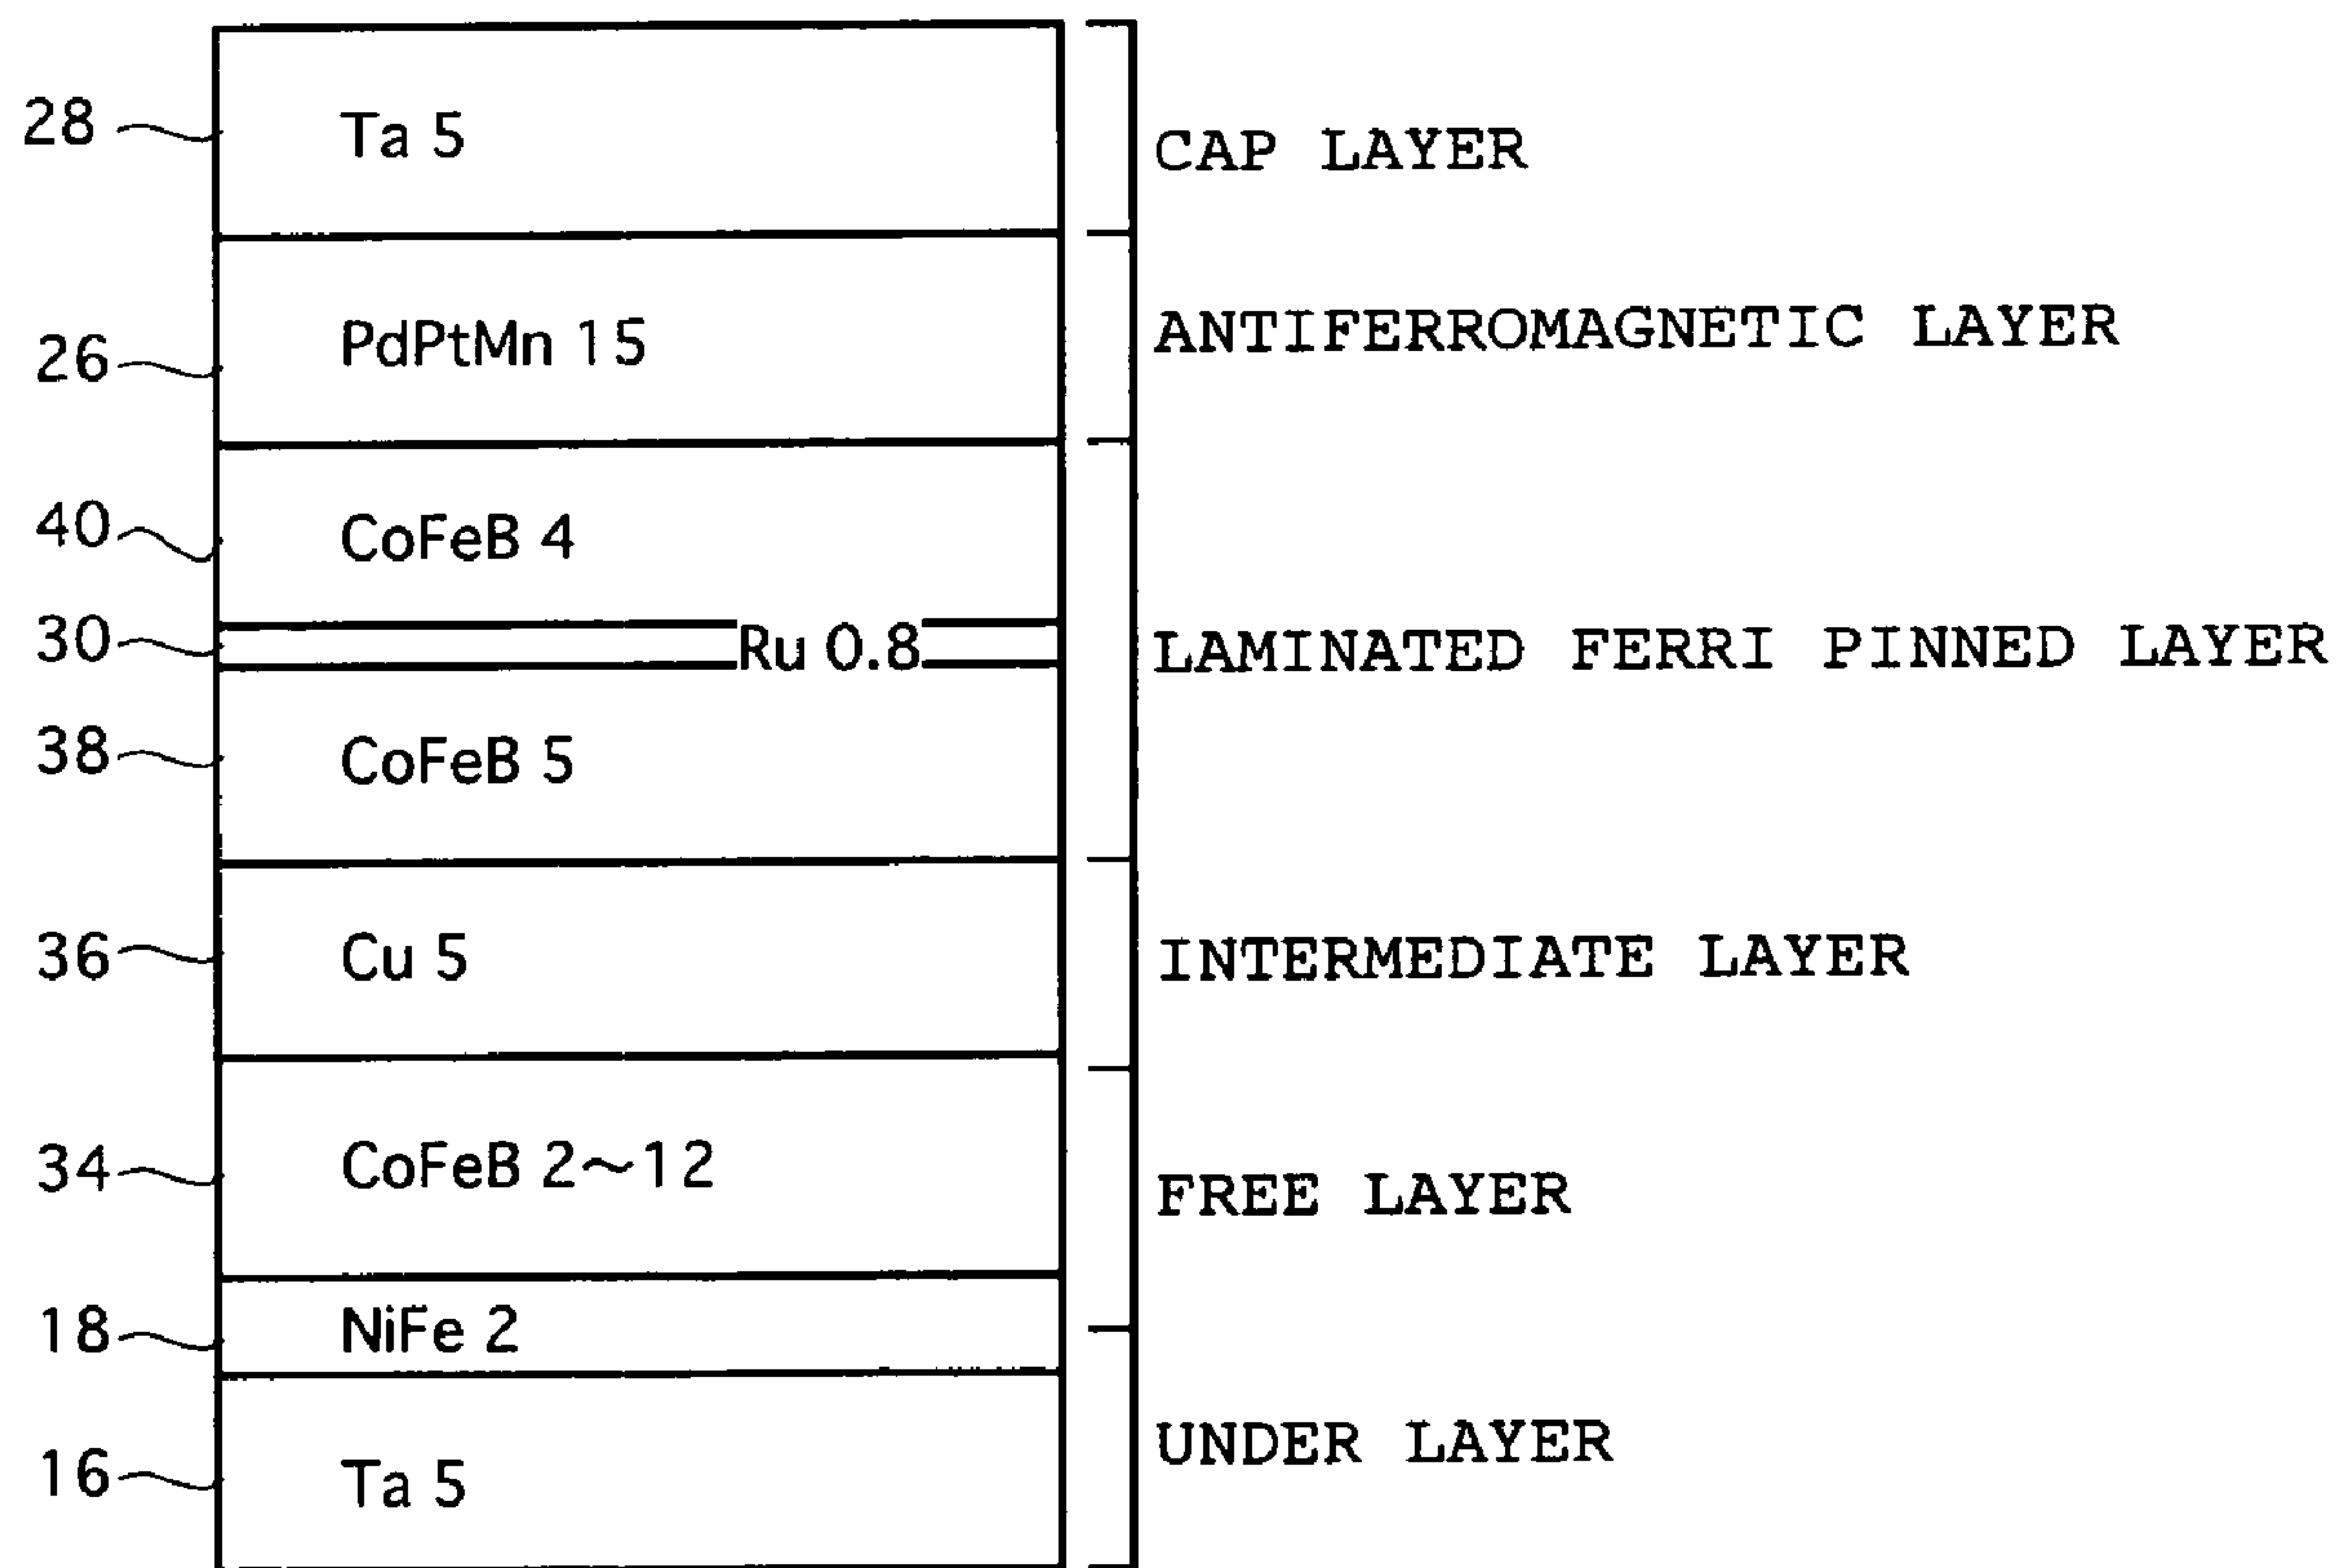 28 Ta 5 CAP LAYER
26 PdPtMn 15 ANTIFERROMAGNETIC LAYER
40 CoFeB 4
30 Ru 0.8 LAMINATED FERRI PINNED LAYER
38 CoFeB 5
36 Cu 5 INTERMEDIATE LAYER
34 CoFeB 2～12 FREE LAYER
18 NiFe 2
16 Ta 5 UNDER LAYER